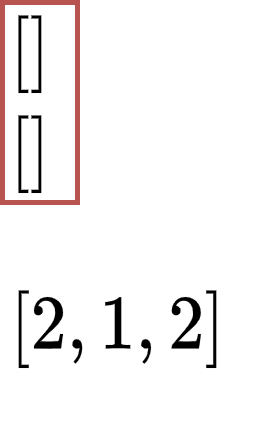 []
[]
[2, 1, 2]